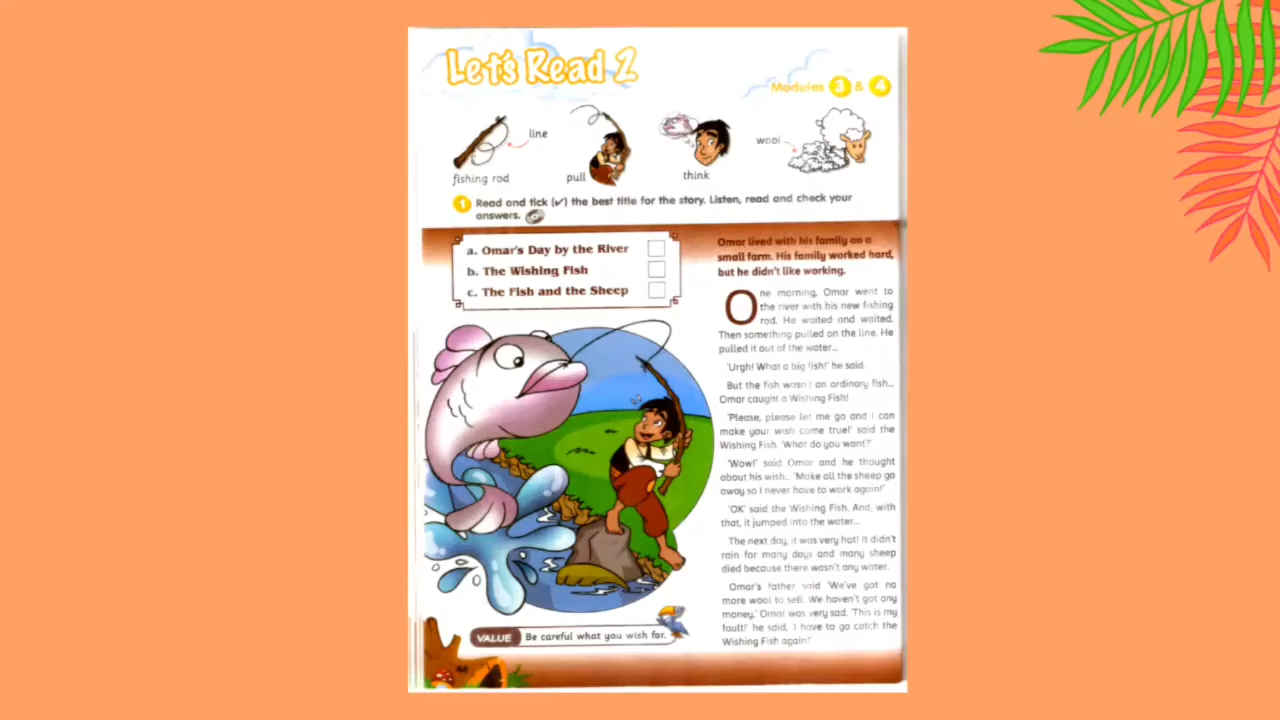 Let's Read 2
Modules 3 & 4
line
fishing rod
pull
think
wool
1 Read and tick (✔) the best title for the story. Listen, read and check your
answers.
a. Omar's Day by the River
b. The Wishing Fish
c. The Fish and the Sheep
VALUE Be careful what you wish for.
46
Omar lived with his family on a
small farm. His family worked hard,
but he didn't like working.
One morning, Omar went to
the river with his new fishing
rod. He waited and waited.
Then something pulled on the line. He
pulled it out of the water...
'Urgh! What a big fish!' he said.
But the fish wasn't an ordinary fish...
Omar caught a Wishing Fish!
'Please, please let me go and I can
make your wish come true!' said the
Wishing Fish. 'What do you want?'
'Wow!' said Omar and he thought
about his wish... 'Make all the sheep go
away so I never have to work again!'
'OK' said the Wishing Fish. And, with
that, it jumped into the water...
The next day, it was very hot! It didn't
rain for many days and many sheep
died because there wasn't any water.
Omar's father said 'We've got no
more wool to sell. We haven't got any
money.' Omar was very sad. 'This is my
fault!' he said, 'I have to go catch the
Wishing Fish again!'